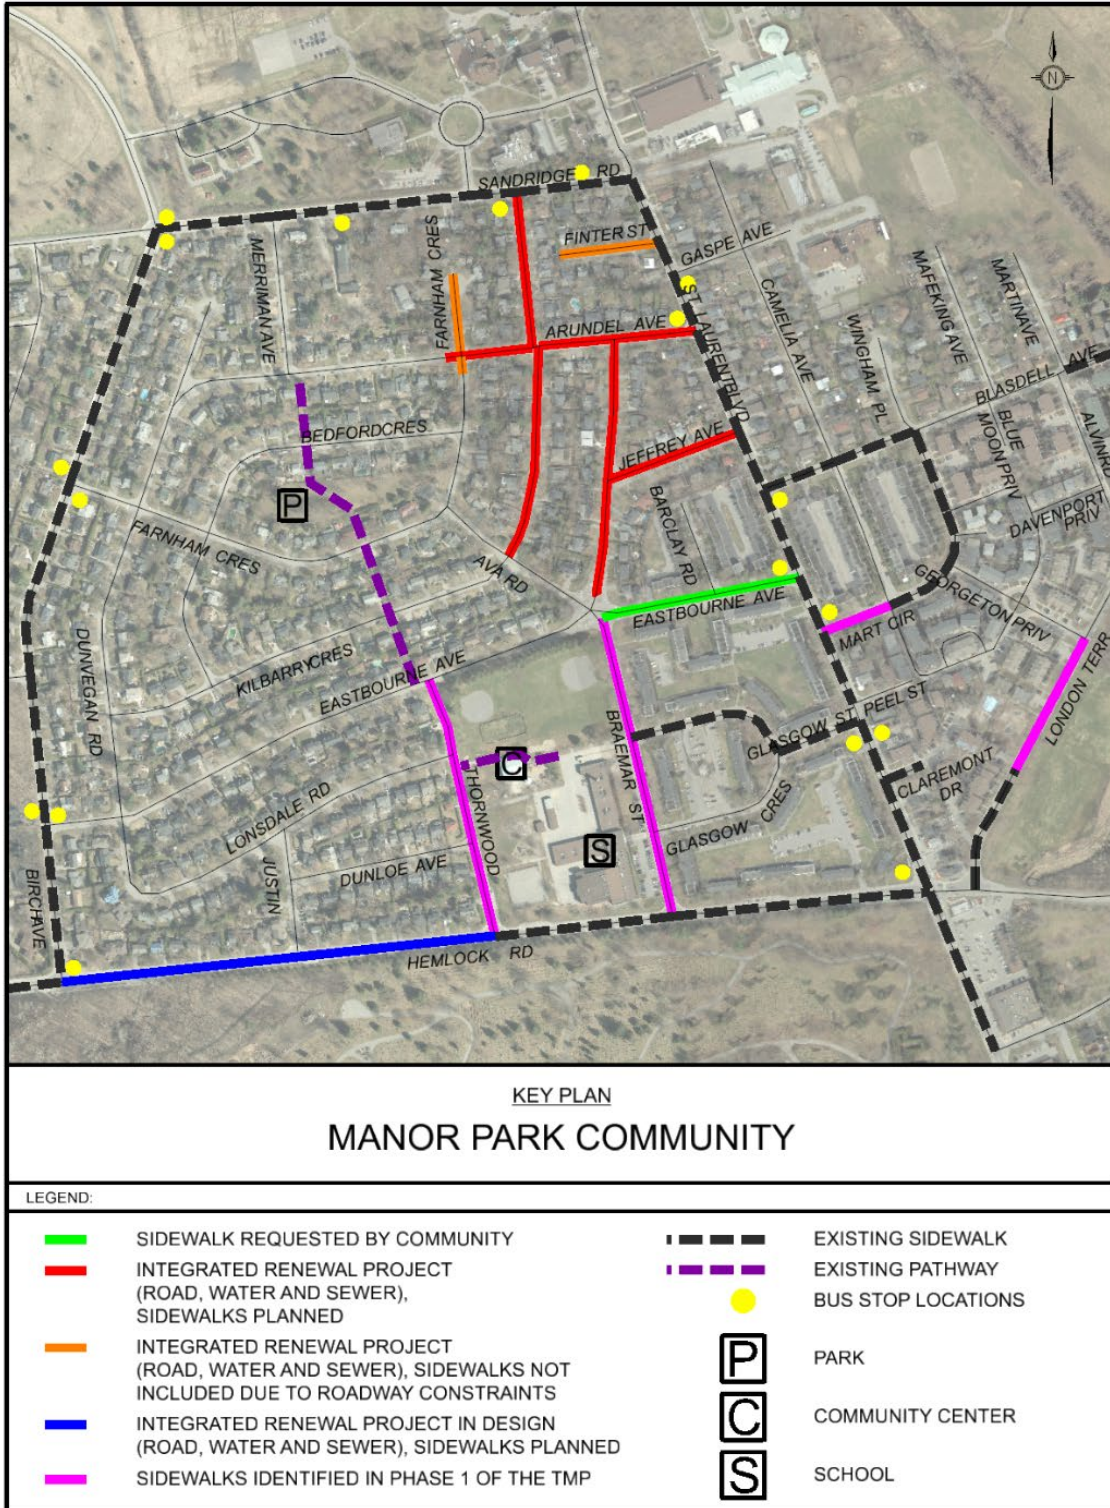 N
SANDRIDGE RD
FINTER ST
GASPE AVE
MERRIMAN AVE
FARNHAM CRES
ARUNDEL AVE
ST LAURENT BLVD
CAMELIA AVE
WINGHAM PL
MAFEKING AVE
MARTIN AVE
BLASDELL AVE
BEDFORD CRES
JEFFREY AVE
BLUE
MOON PRIV
ALVIN RD
P
BARCLAY RD
DAVENPORT
PRIV
FARNHAM CRES
AVA RD
GEORGETON PRIV
EASTBOURNE AVE
MART CIR
DUNVEGAN RD
KILBARRY CRES
EASTBOURNE AVE
LONDON TERR
BRAEMAR ST
GLASGOW ST
PEEL ST
C
THORNWOOD
CLAREMONT
DR
LONSDALE RD
GLASGOW CRES
S
DUNLOE AVE
JUSTIN
BIRCH AVE
HEMLOCK RD
KEY PLAN
MANOR PARK COMMUNITY
LEGEND:
SIDEWALK REQUESTED BY COMMUNITY
INTEGRATED RENEWAL PROJECT
(ROAD, WATER AND SEWER),
SIDEWALKS PLANNED
INTEGRATED RENEWAL PROJECT
(ROAD, WATER AND SEWER), SIDEWALKS NOT
INCLUDED DUE TO ROADWAY CONSTRAINTS
INTEGRATED RENEWAL PROJECT IN DESIGN
(ROAD, WATER AND SEWER), SIDEWALKS PLANNED
SIDEWALKS IDENTIFIED IN PHASE 1 OF THE TMP
EXISTING SIDEWALK
EXISTING PATHWAY
BUS STOP LOCATIONS
P
PARK
C
COMMUNITY CENTER
S
SCHOOL